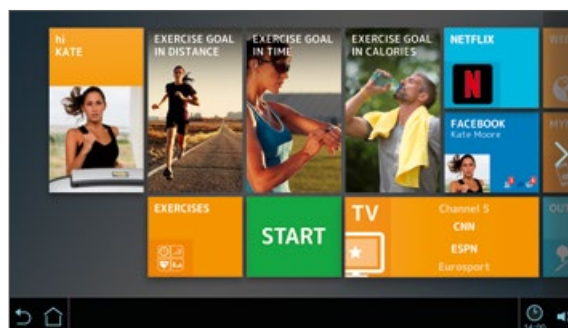 hi
KATE
EXERCISE GOAL
IN DISTANCE
EXERCISE GOAL
IN TIME
EXERCISE GOAL
IN CALORIES
NETFLIX
N
FACEBOOK
Kate Moore
EXERCISES
START
TV
Channel 5
CNN
ESPN
Eurosport